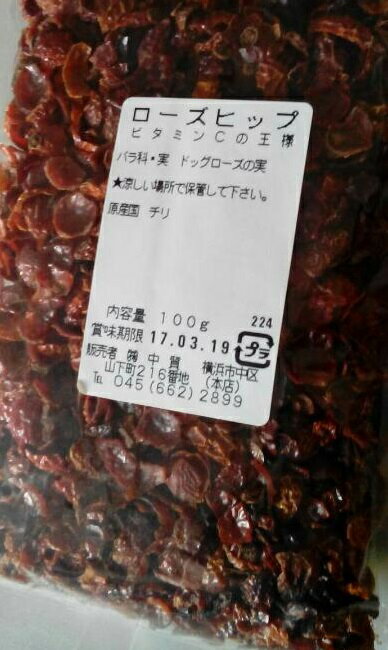 ローズヒップ
ビタミンCの王様
バラ科・実 ドッグローズの実
★涼しい場所で保管して下さい。
原産国 チリ
内容量 100g 224
賞味期限 17.03.19
プラ
販売者 ㈱ 中貿 横浜市中区
山下町216番地 (本店)
℡ 045(662)2899